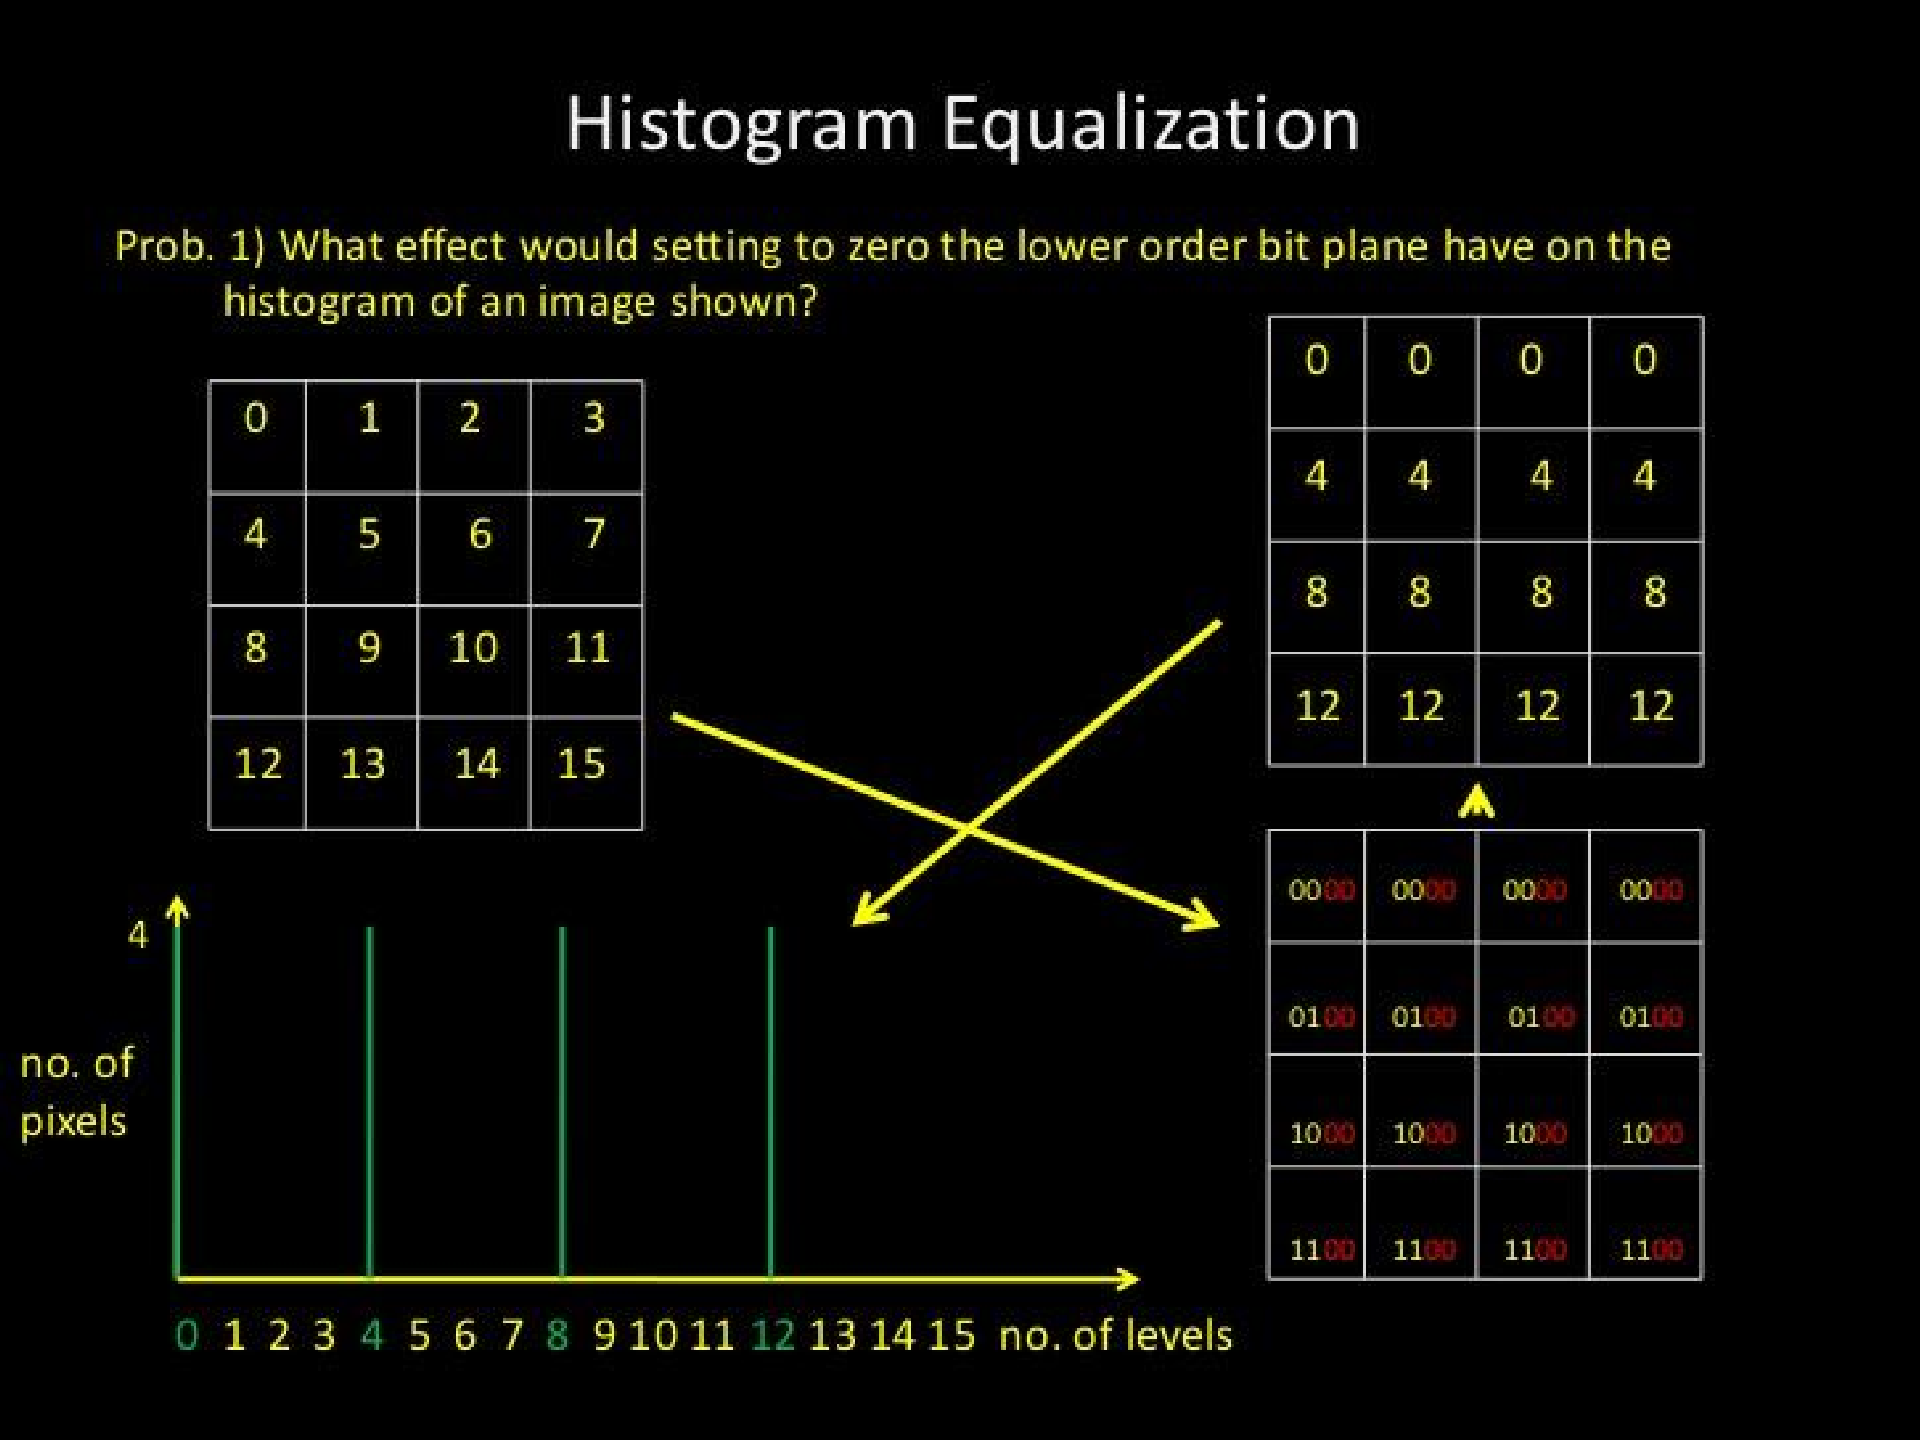 Histogram Equalization
Prob. 1) What effect would setting to zero the lower order bit plane have on the
histogram of an image shown?
0 1 2 3
4 5 6 7
8 9 10 11
12 13 14 15
0 0 0 0
4 4 4 4
8 8 8 8
12 12 12 12
0000 0000 0000 0000
0100 0100 0100 0100
1000 1000 1000 1000
1100 1100 1100 1100
4
no. of
pixels
0 1 2 3 4 5 6 7 8 9 10 11 12 13 14 15 no. of levels